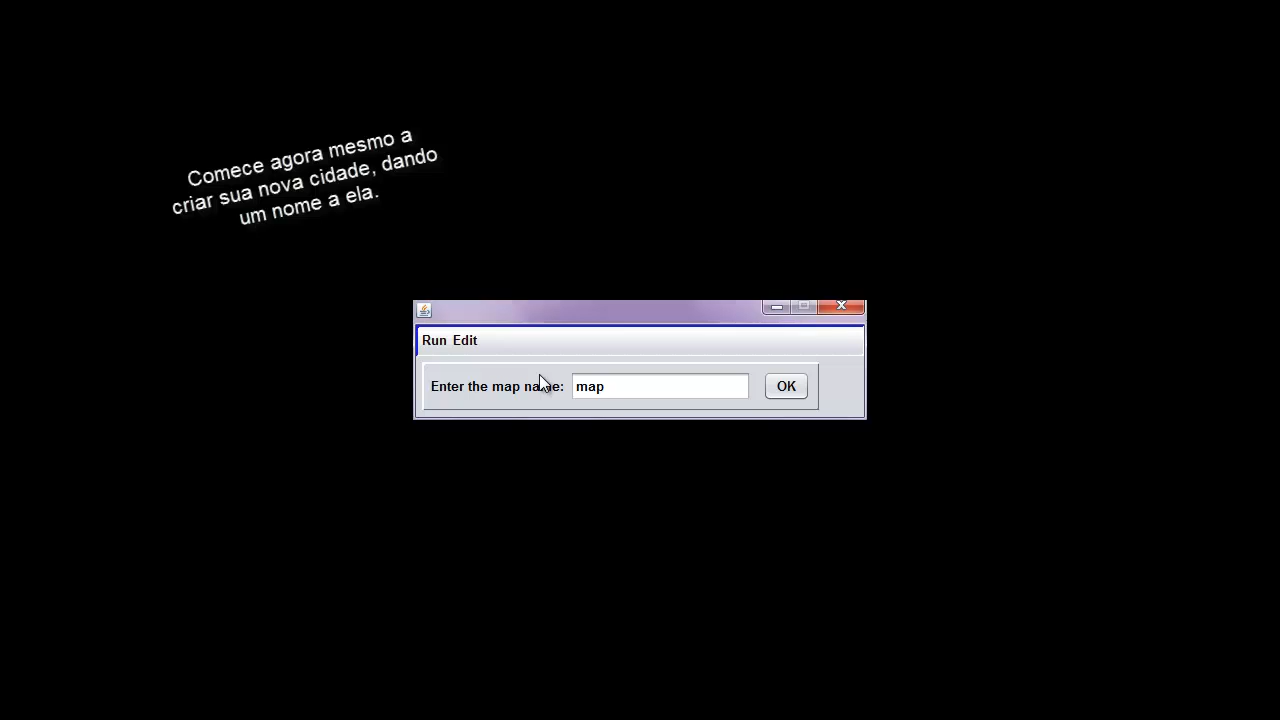 Comece agora mesmo a
criar sua nova cidade, dando
um nome a ela.
Run Edit
Enter the map name: map OK